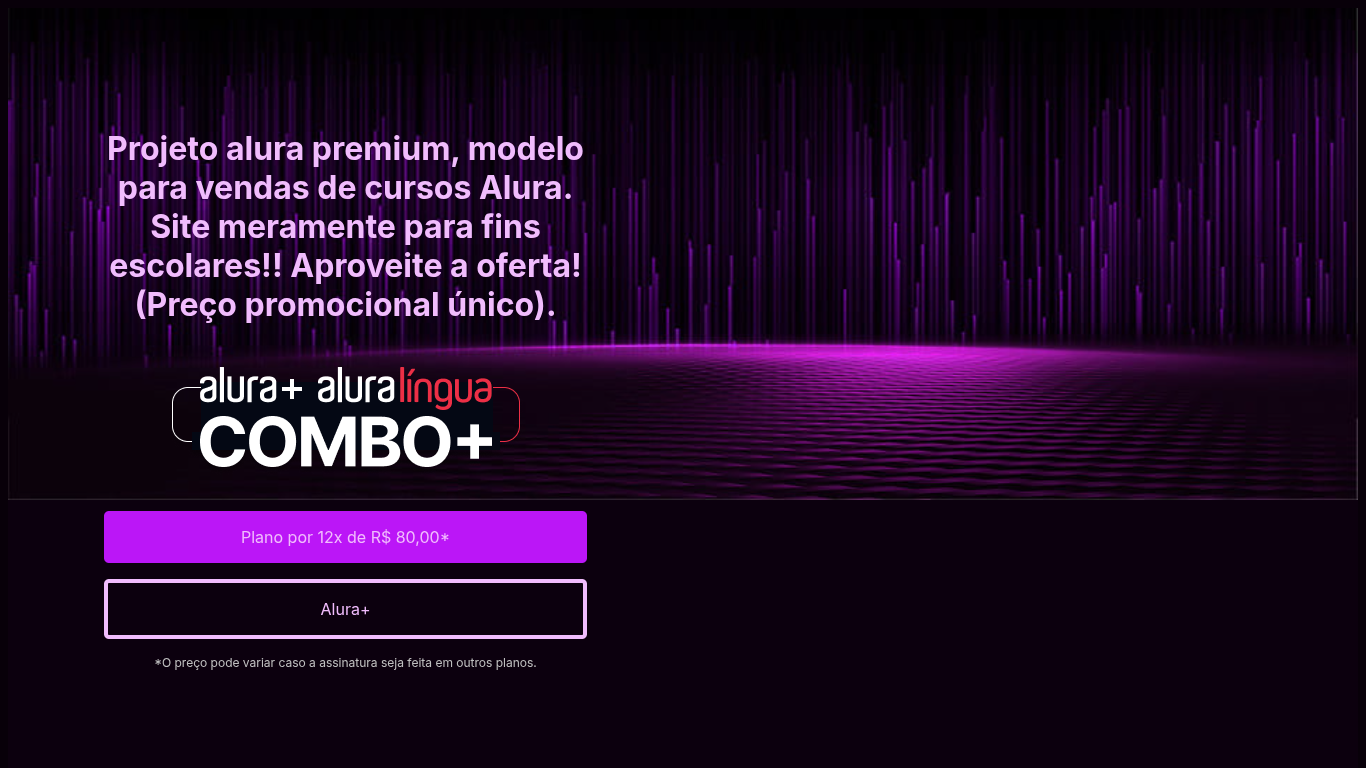 Projeto alura premium, modelo
para vendas de cursos Alura.
Site meramente para fins
escolares!! Aproveite a oferta!
(Preço promocional único).
alura+ aluralíngua
COMBO+
Plano por 12x de R$ 80,00*
Alura+
*O preço pode variar caso a assinatura seja feita em outros planos.